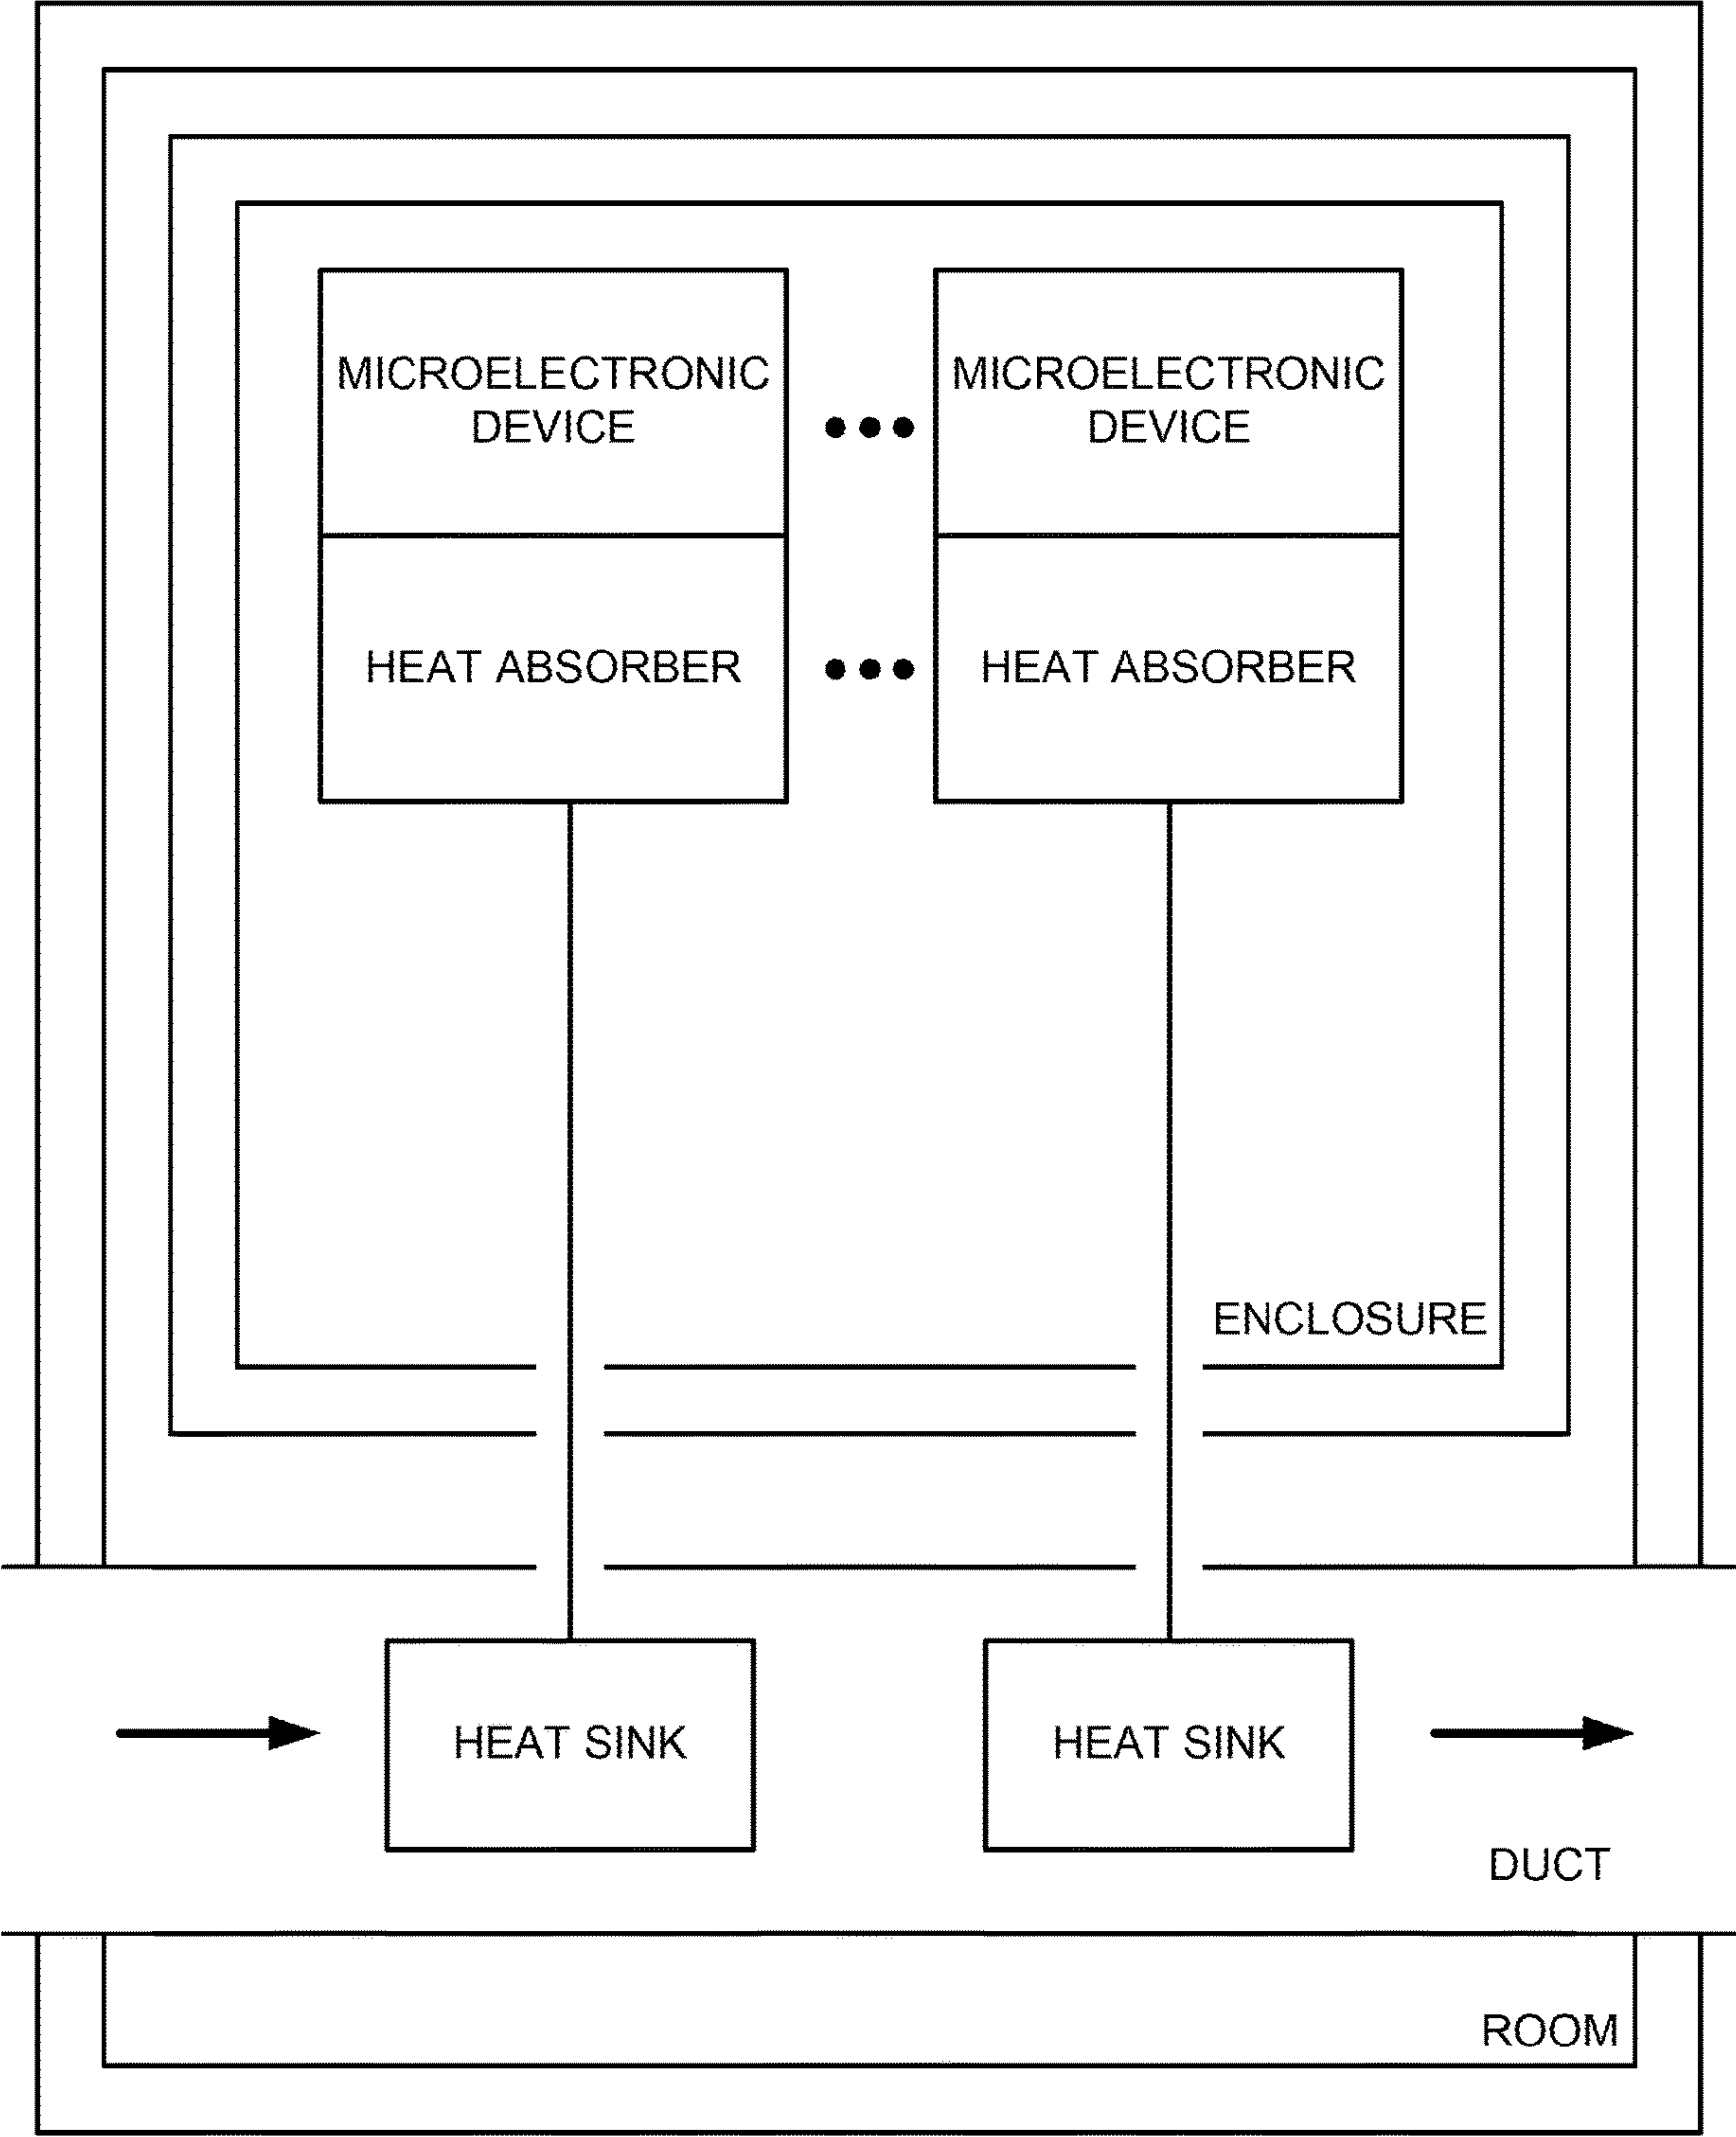 MICROELECTRONIC
DEVICE
MICROELECTRONIC
DEVICE
HEAT ABSORBER
HEAT ABSORBER
ENCLOSURE
HEAT SINK
HEAT SINK
DUCT
ROOM